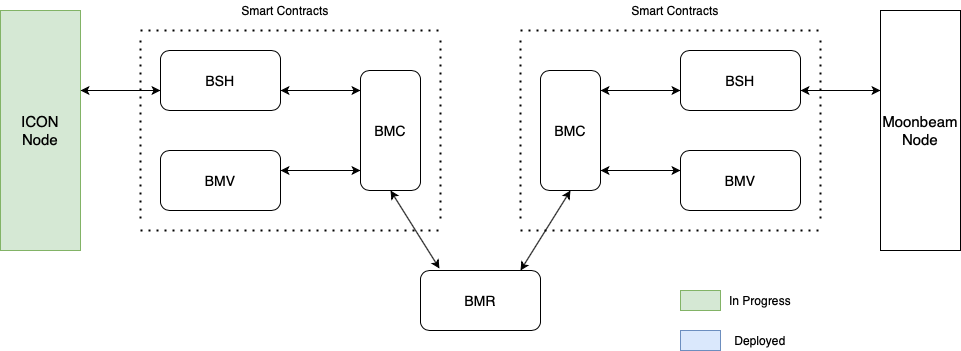 Smart Contracts
Smart Contracts
ICON
Node
BSH
BMC
BMV
BMC
BSH
BMV
Moonbeam
Node
BMR
In Progress
Deployed